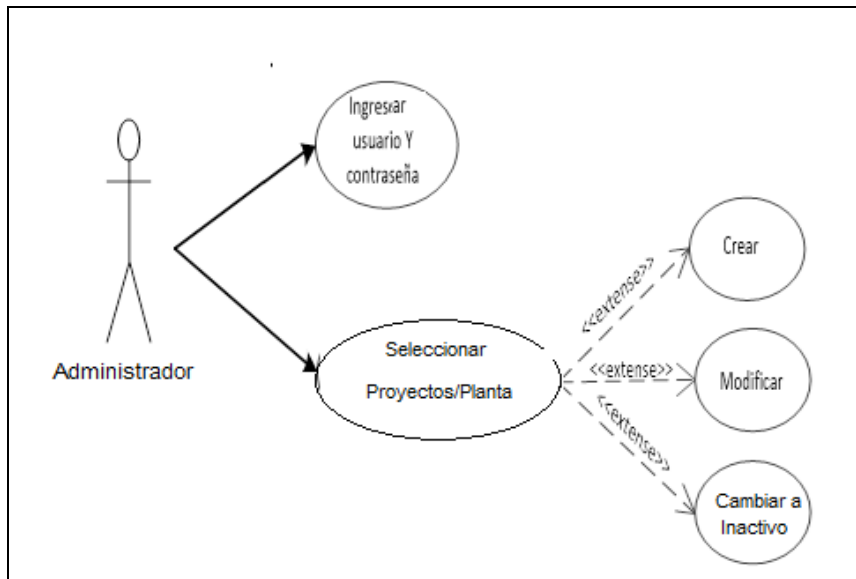 Ingresar
usuario Y
contraseña
Administrador
Seleccionar
Proyectos/Planta
<<extense>>
Crear
<<extense>>
Modificar
<<extense>>
Cambiar a
Inactivo